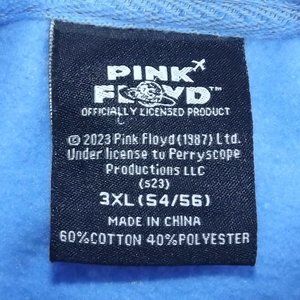 PINK
FLOYD™
OFFICIALLY LICENSED PRODUCT
© 2023 Pink Floyd (1987) Ltd.
Under license to Perryscope
Productions LLC
(s23)
3XL (54/56)
MADE IN CHINA
60%COTTON 40%POLYESTER